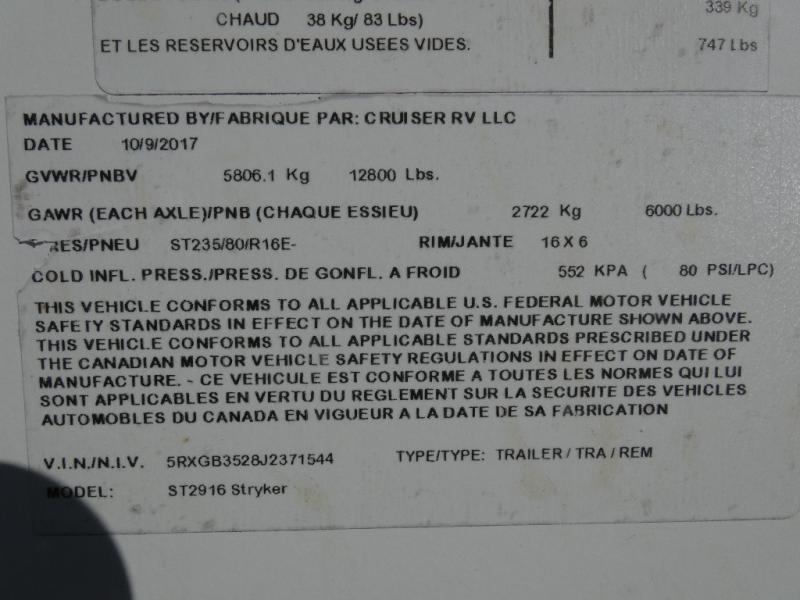 CHAUD 38 Kg/ 83 Lbs)
339 Kg
ET LES RESERVOIRS D'EAUX USEES VIDES.
747 Lbs
MANUFACTURED BY/FABRIQUE PAR: CRUISER RV LLC
DATE 10/9/2017
GVWR/PNBV 5806.1 Kg 12800 Lbs.
GAWR (EACH AXLE)/PNB (CHAQUE ESSIEU) 2722 Kg 6000 Lbs.
RES/PNEU ST235/80/R16E- RIM/JANTE 16 X 6
COLD INFL. PRESS./PRESS. DE GONFL. A FROID 552 KPA ( 80 PSI/LPC)
THIS VEHICLE CONFORMS TO ALL APPLICABLE U.S. FEDERAL MOTOR VEHICLE
SAFETY STANDARDS IN EFFECT ON THE DATE OF MANUFACTURE SHOWN ABOVE.
THIS VEHICLE CONFORMS TO ALL APPLICABLE STANDARDS PRESCRIBED UNDER
THE CANADIAN MOTOR VEHICLE SAFETY REGULATIONS IN EFFECT ON DATE OF
MANUFACTURE. - CE VEHICULE EST CONFORME A TOUTES LES NORMES QUI LUI
SONT APPLICABLES EN VERTU DU REGLEMENT SUR LA SECURITE DES VEHICLES
AUTOMOBLES DU CANADA EN VIGUEUR A LA DATE DE SA FABRICATION
V.I.N./N.I.V. 5RXGB3528J2371544 TYPE/TYPE: TRAILER / TRA / REM
MODEL: ST2916 Stryker